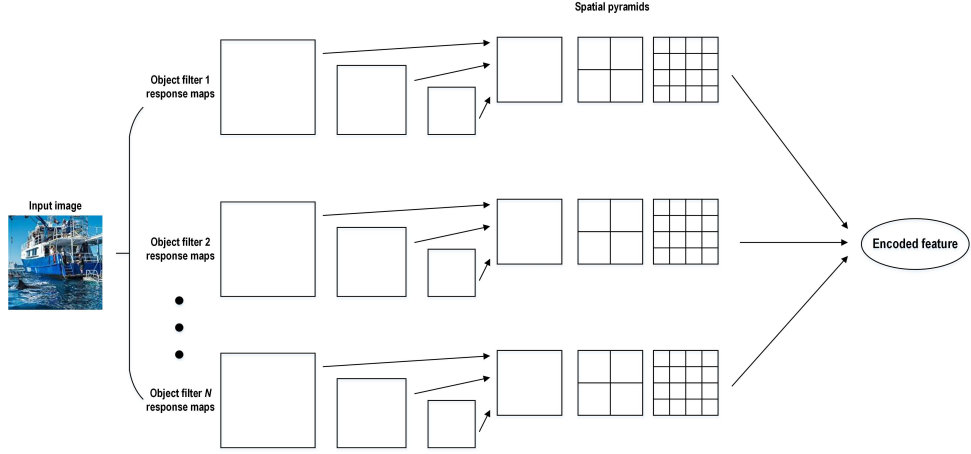 Spatial pyramids
Object filter 1
response maps
Input image
Object filter 2
response maps
Encoded feature
Object filter N
response maps